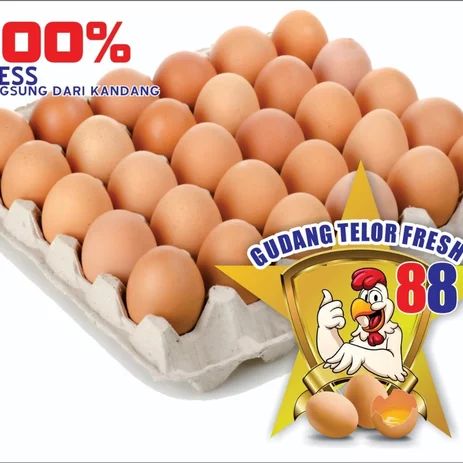 00%
ESS
GSUNG DARI KANDANG
GUDANG TELOR FRESH
88